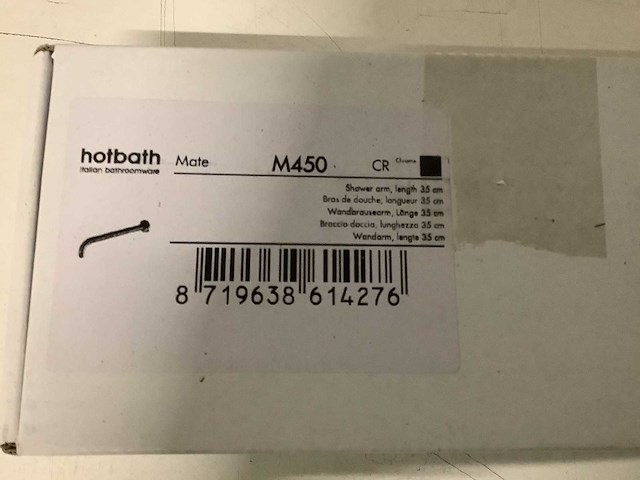 hotbath
Italian bathroomware
Mate M450 CR Chrome
Shower arm, length 35 cm
Bras de douche, longueur 35 cm
Wandbrausearm, Länge 35 cm
Braccio doccia, lunghezza 35 cm
Wandarm, lengte 35 cm
8 719638 614276